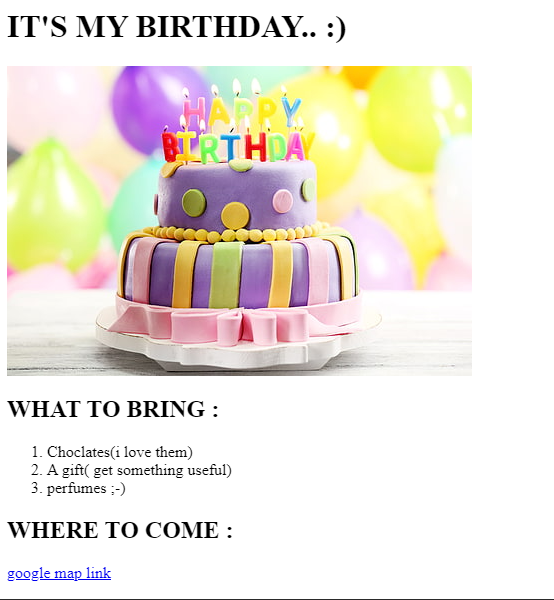 IT'S MY BIRTHDAY.. :)
HAPPY
BIRTHDAY
WHAT TO BRING :
1. Choclates(i love them)
2. A gift( get something useful)
3. perfumes ;-)
WHERE TO COME :
google map link